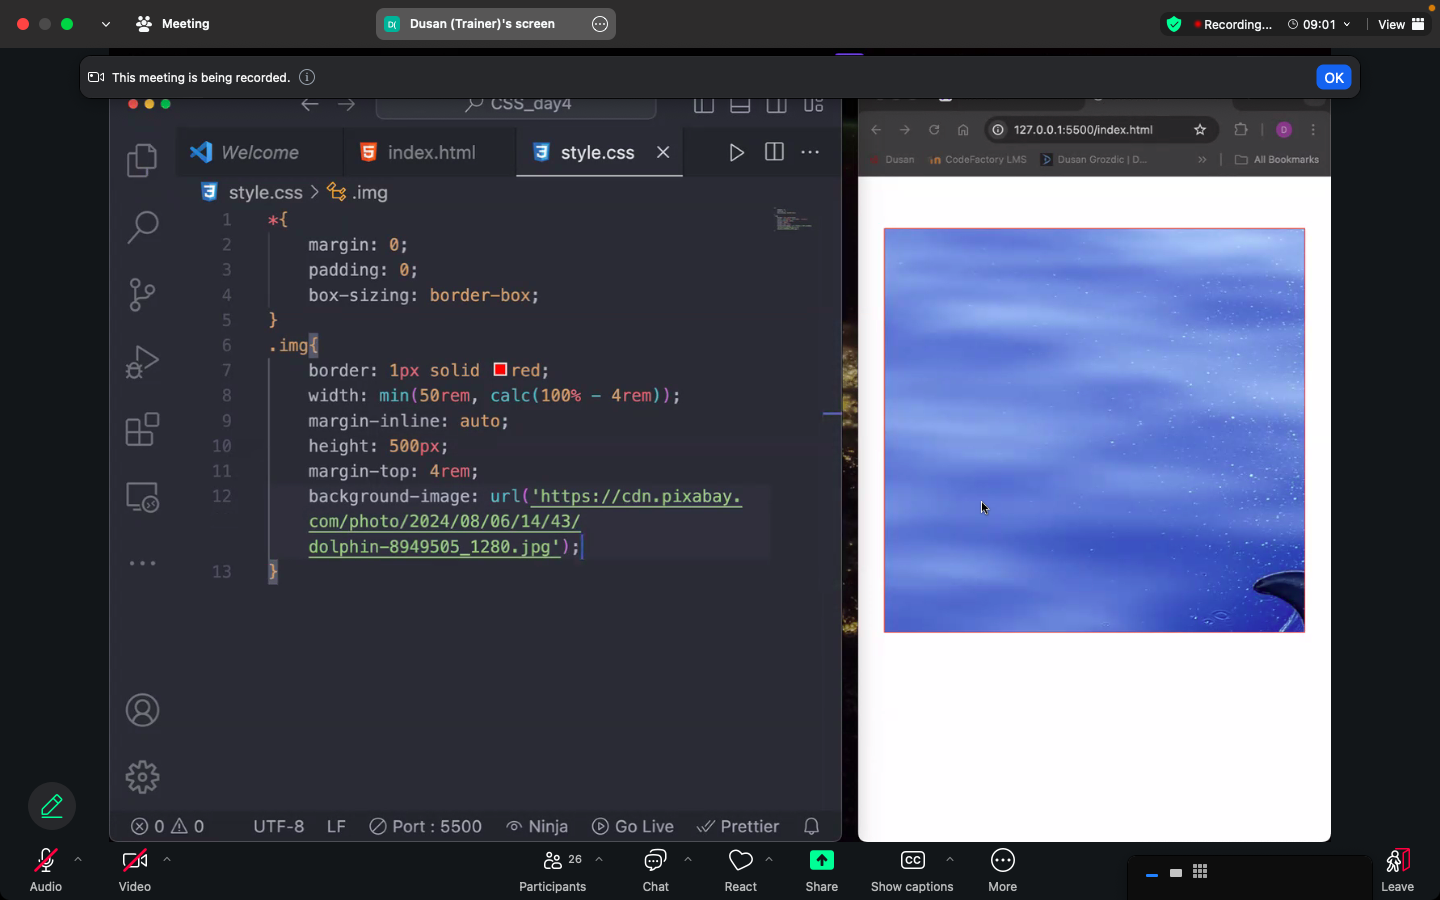 Meeting
D( Dusan (Trainer)'s screen
Recording... 09:01 View
This meeting is being recorded.
OK
CSS_day4
Welcome index.html style.css
style.css > .img
1 *{
2 margin: 0;
3 padding: 0;
4 box-sizing: border-box;
5 }
6 .img{
7 border: 1px solid red;
8 width: min(50rem, calc(100% - 4rem));
9 margin-inline: auto;
10 height: 500px;
11 margin-top: 4rem;
12 background-image: url('https://cdn.pixabay.
com/photo/2024/08/06/14/43/
dolphin-8949505_1280.jpg');
13 }
0 0 UTF-8 LF Port : 5500 Ninja Go Live Prettier
127.0.0.1:5500/index.html D
Dusan CodeFactory LMS Dusan Grozdic | D... » All Bookmarks
Audio Video Participants 26 Chat React Share CC Show captions More Leave